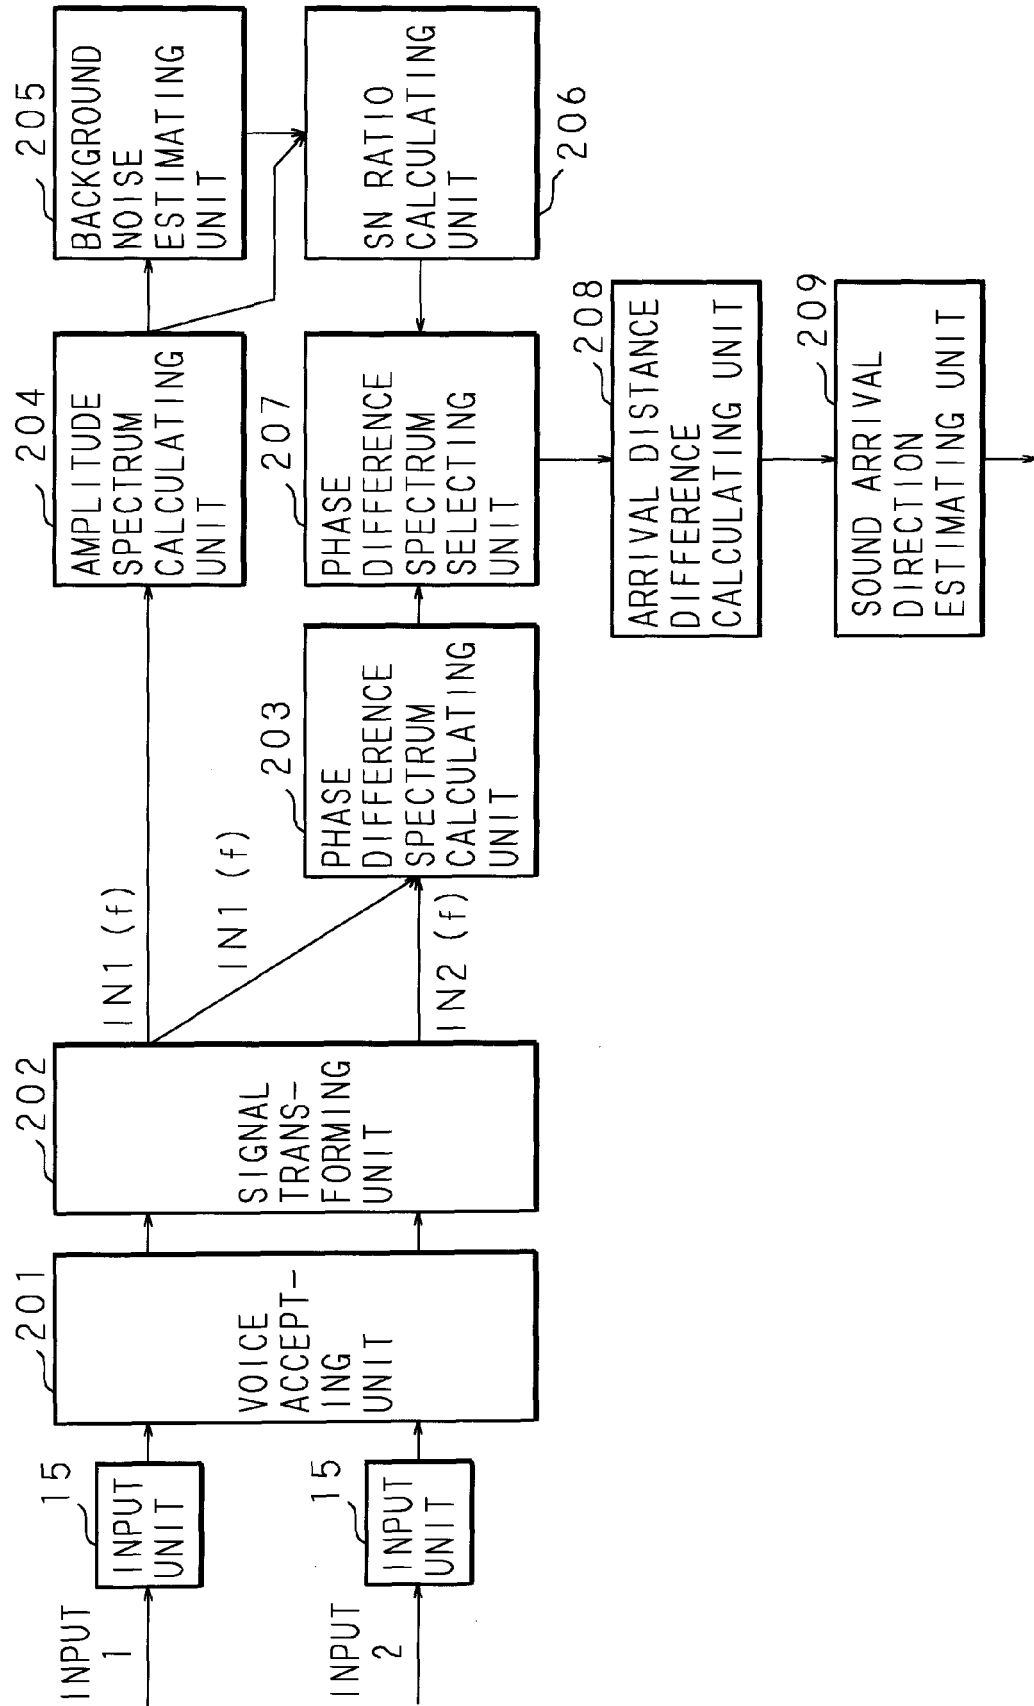 INPUT
1
15
INPUT
UNIT
INPUT
2
15
INPUT
UNIT
201
VOICE
ACCEPT-
ING
UNIT
202
SIGNAL
TRANS-
FORMING
UNIT
IN1 (f)
IN1 (f)
IN2 (f)
203
PHASE
DIFFERENCE
SPECTRUM
CALCULATING
UNIT
204
AMPLITUDE
SPECTRUM
CALCULATING
UNIT
205
BACKGROUND
NOISE
ESTIMATING
UNIT
SN RATIO
CALCULATING
UNIT
206
207
PHASE
DIFFERENCE
SPECTRUM
SELECTING
UNIT
208
ARRIVAL DISTANCE
DIFFERENCE
CALCULATING UNIT
209
SOUND ARRIVAL
DIRECTION
ESTIMATING UNIT